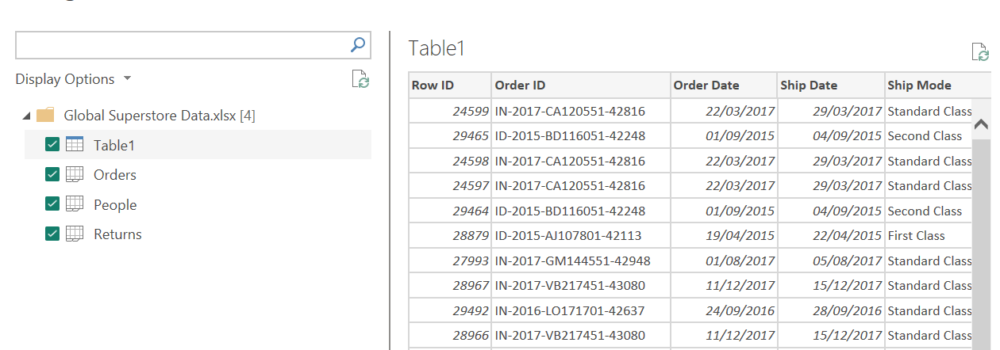 Display Options
Global Superstore Data.xlsx [4]
Table1
Orders
People
Returns
Table1
Row ID Order ID Order Date Ship Date Ship Mode
24599 IN-2017-CA120551-42816 22/03/2017 29/03/2017 Standard Class
29465 ID-2015-BD116051-42248 01/09/2015 04/09/2015 Second Class
24598 IN-2017-CA120551-42816 22/03/2017 29/03/2017 Standard Class
24597 IN-2017-CA120551-42816 22/03/2017 29/03/2017 Standard Class
29464 ID-2015-BD116051-42248 01/09/2015 04/09/2015 Second Class
28879 ID-2015-AJ107801-42113 19/04/2015 22/04/2015 First Class
27993 IN-2017-GM144551-42948 01/08/2017 05/08/2017 Standard Class
28967 IN-2017-VB217451-43080 11/12/2017 15/12/2017 Standard Class
29492 IN-2016-LO171701-42637 24/09/2016 28/09/2016 Standard Class
28966 IN-2017-VB217451-43080 11/12/2017 15/12/2017 Standard Class